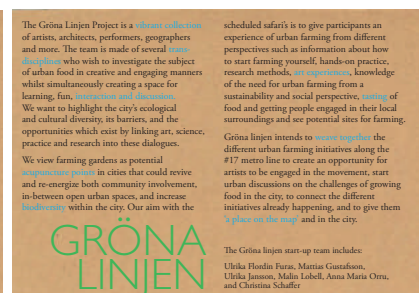 The Gröna Linjen Project is a vibrant collection
of artists, architects, performers, geographers
and more. The team is made of several trans
disciplines who wish to investigate the subject
of urban food in creative and engaging manners
whilst simultaneously creating a space for
learning, fun, interaction and discussion.
We want to highlight the city's ecological
and cultural diversity, its barriers, and the
opportunities which exist by linking art, science,
practice and research into these dialogues.
We view farming gardens as potential
acupuncture points in cities that could revive
and re-energize both community involvement,
in-between open urban spaces, and increase
biodiversity within the city. Our aim with the
scheduled safari's is to give participants an
experience of urban farming from different
perspectives such as information about how
to start farming yourself, hands-on practice,
research methods, art experiences, knowledge
of the need for urban farming from a
sustainability and social perspective, tasting of
food and getting people engaged in their local
surroundings and see potential sites for farming.
Gröna linjen intends to weave together the
different urban farming initiatives along the
#17 metro line to create an opportunity for
artists to be engaged in the movement, start
urban discussions on the challenges of growing
food in the city, to connect the different
initiatives already happening, and to give them
'a place on the map' and in the city.
GRÖNA
LINJEN
The Gröna linjen start-up team includes:
Ulrika Flordin Furas, Mattias Gustafsson,
Ulrika Jansson, Malin Lobell, Anna Maria Orru,
and Christina Schaffer